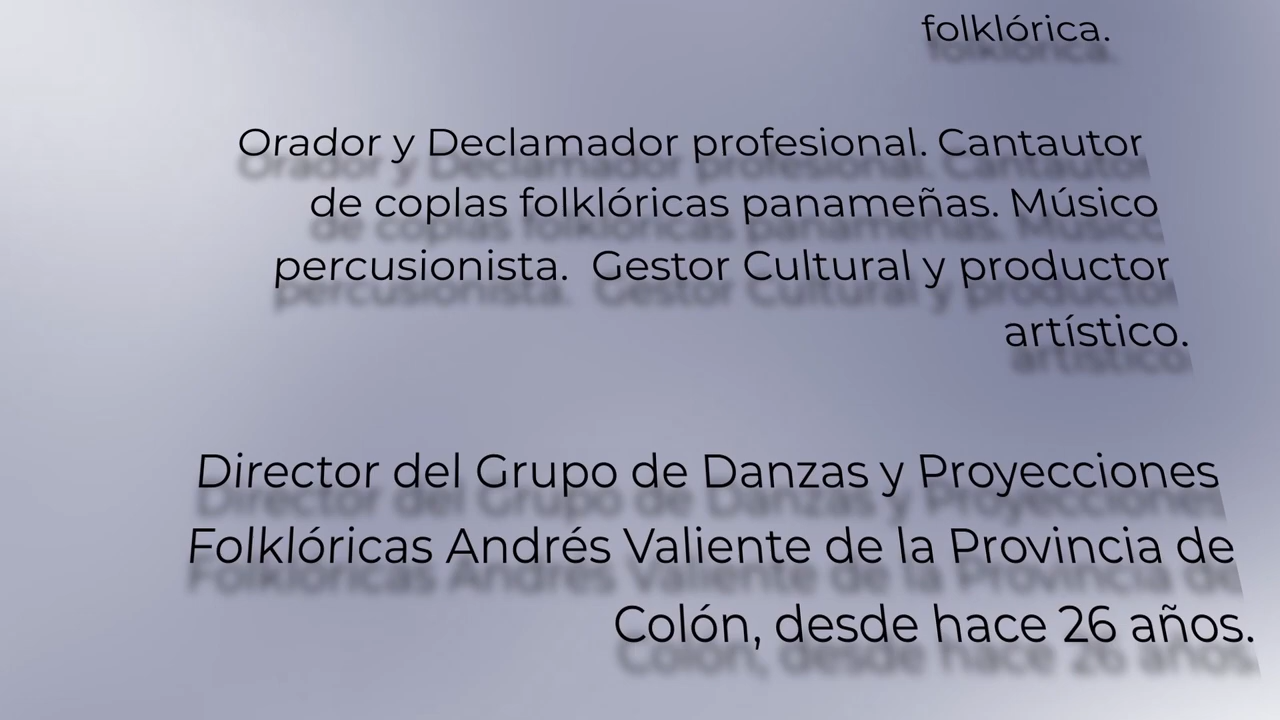 folklórica.
Orador y Declamador profesional. Cantautor
de coplas folklóricas panameñas. Músico
percusionista.  Gestor Cultural y productor
artístico.
Director del Grupo de Danzas y Proyecciones
Folklóricas Andrés Valiente de la Provincia de
Colón, desde hace 26 años.